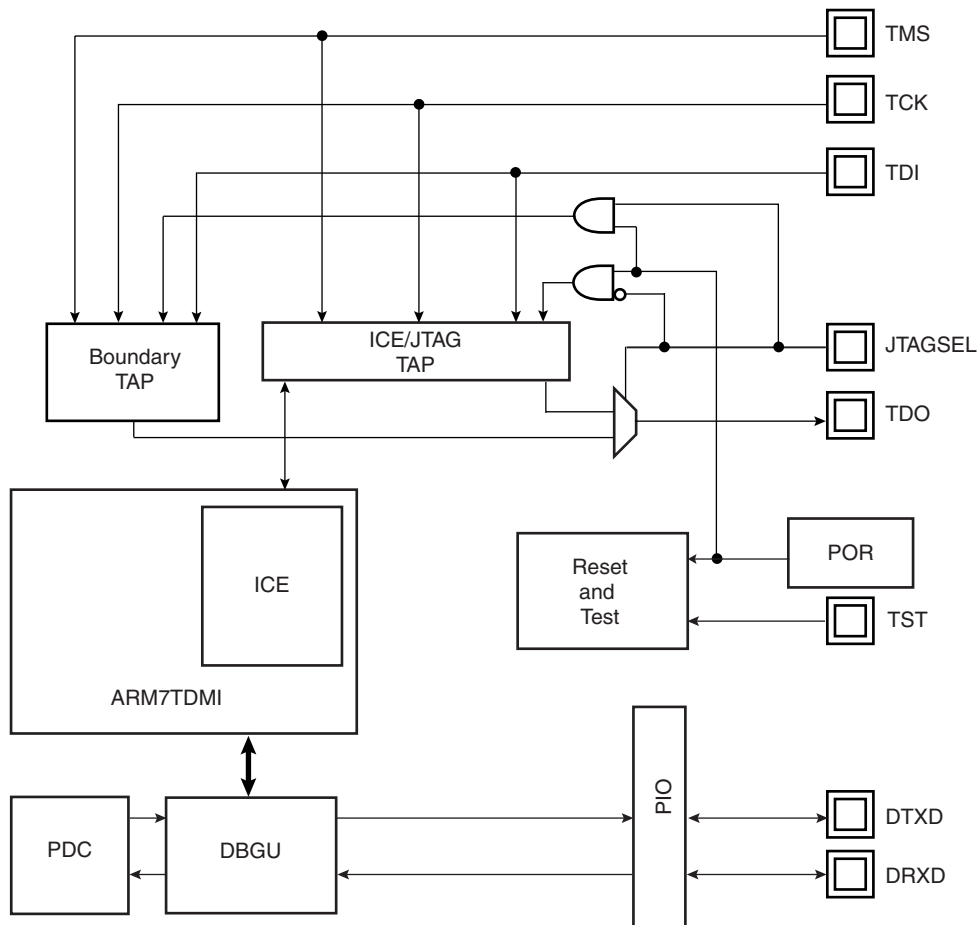 TMS
TCK
TDI
Boundary
TAP
ICE/JTAG
TAP
JTAGSEL
TDO
Reset
and
Test
POR
ICE
TST
ARM7TDMI
PIO
PDC
DBGU
DTXD
DRXD